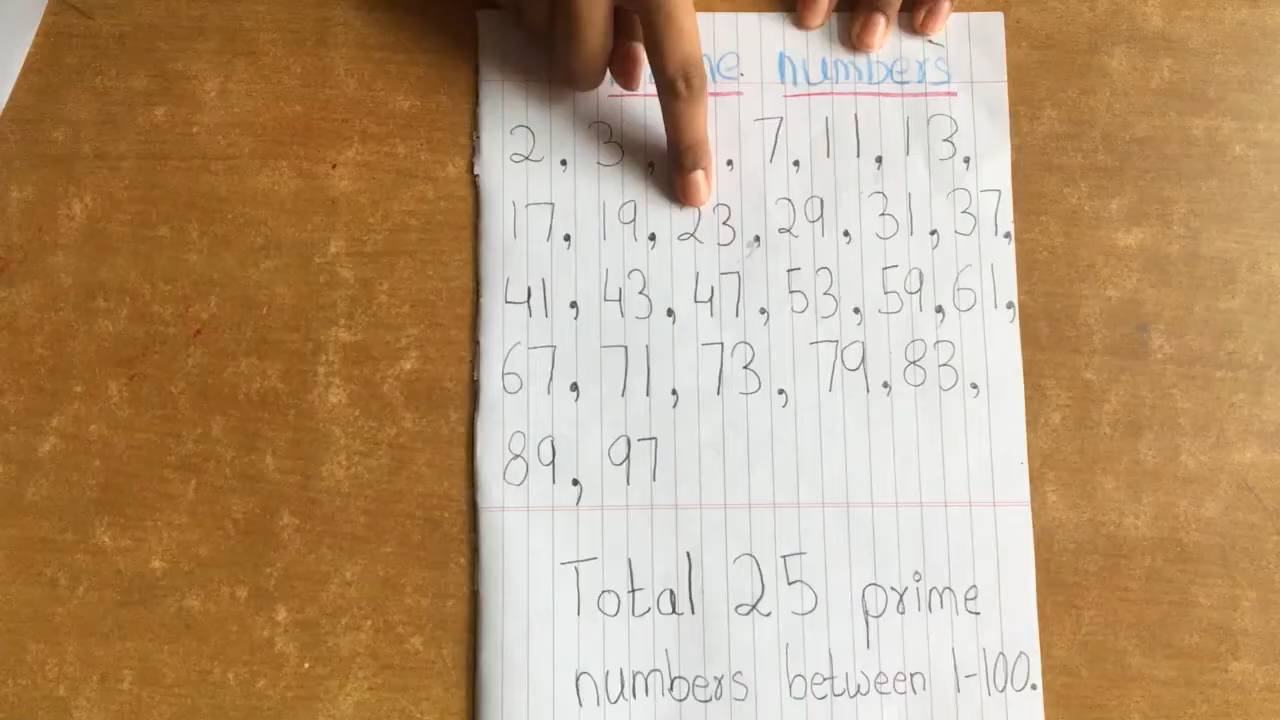 numbers
2, 3, , 7, 11, 13,
17, 19, 23, 29, 31, 37,
41, 43, 47, 53, 59, 61,
67, 71, 73, 79, 83,
89, 97
Total 25 prime
numbers between 1-100.